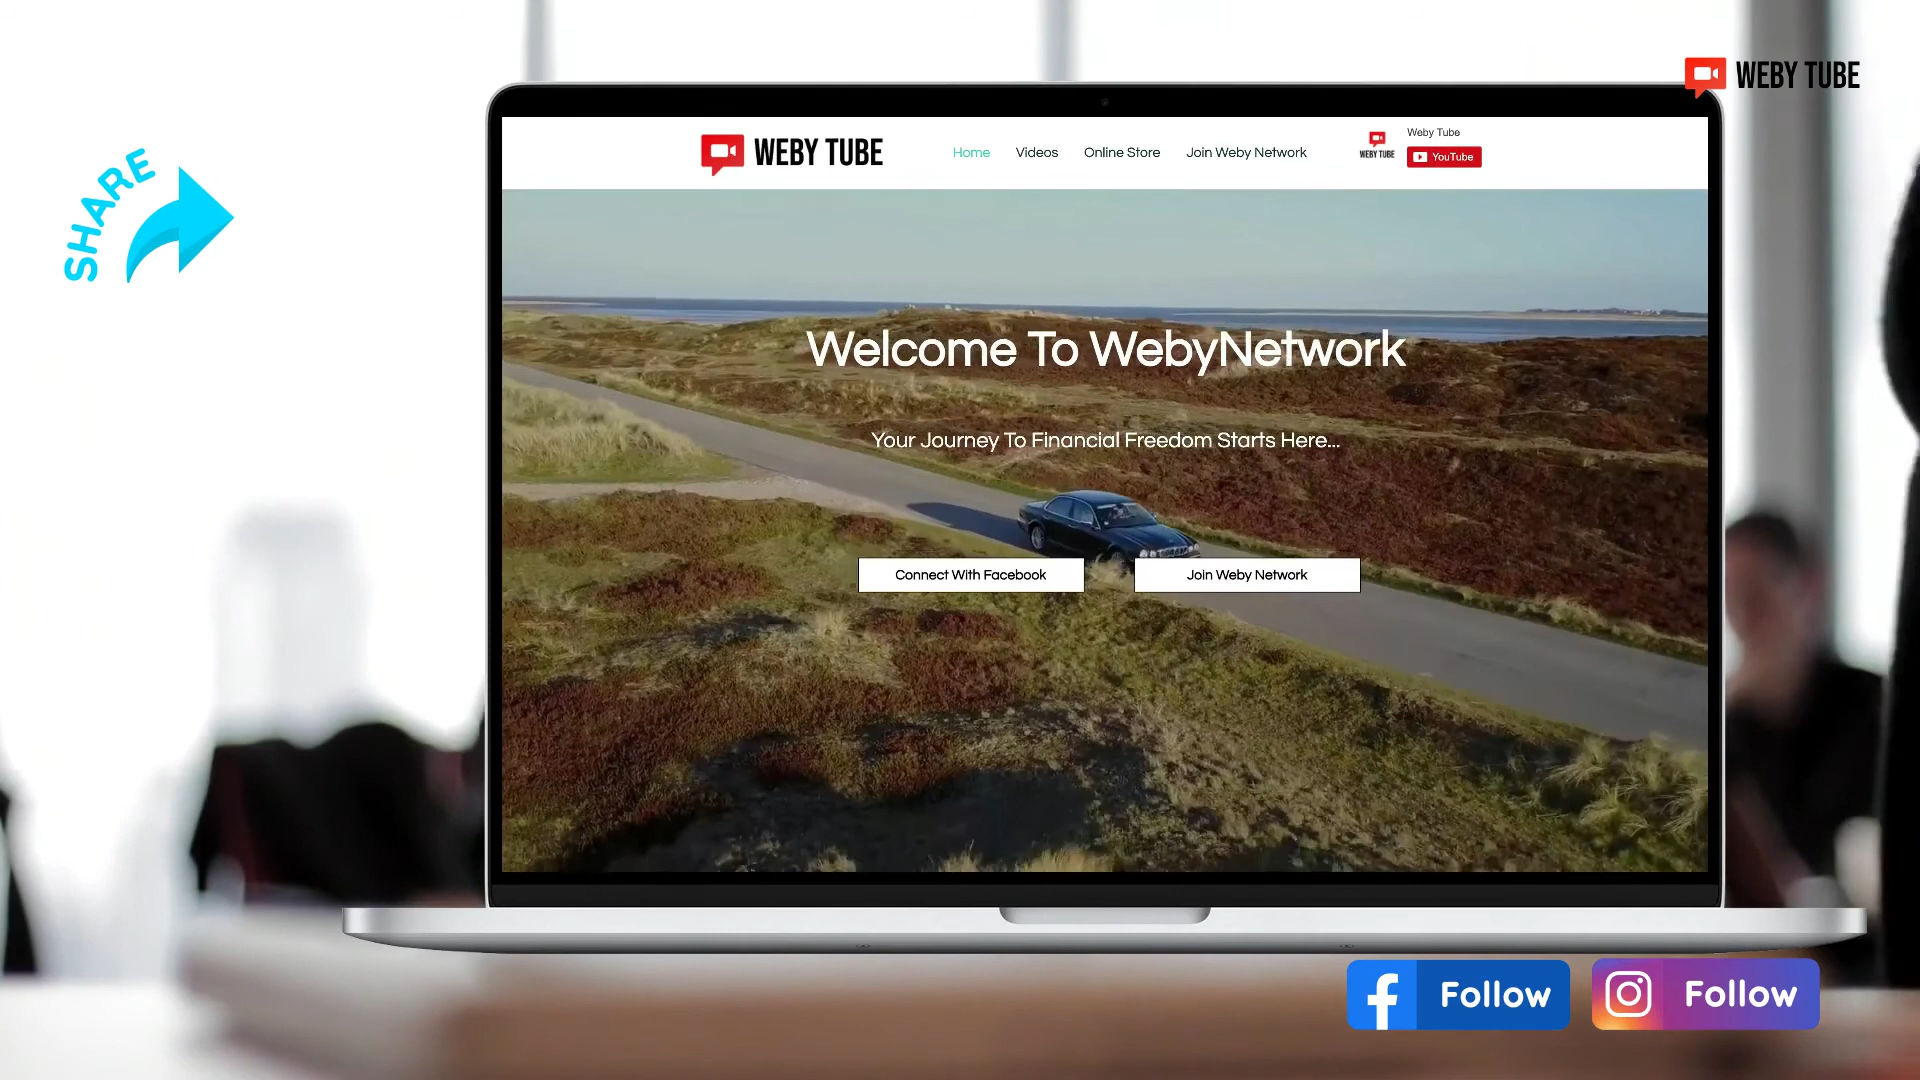 WEBY TUBE
SHARE
WEBY TUBE
Home Videos Online Store Join Weby Network
WEBY TUBE
Weby Tube
YouTube
Welcome To WebyNetwork
Your Journey To Financial Freedom Starts Here...
Connect With Facebook
Join Weby Network
Follow
Follow